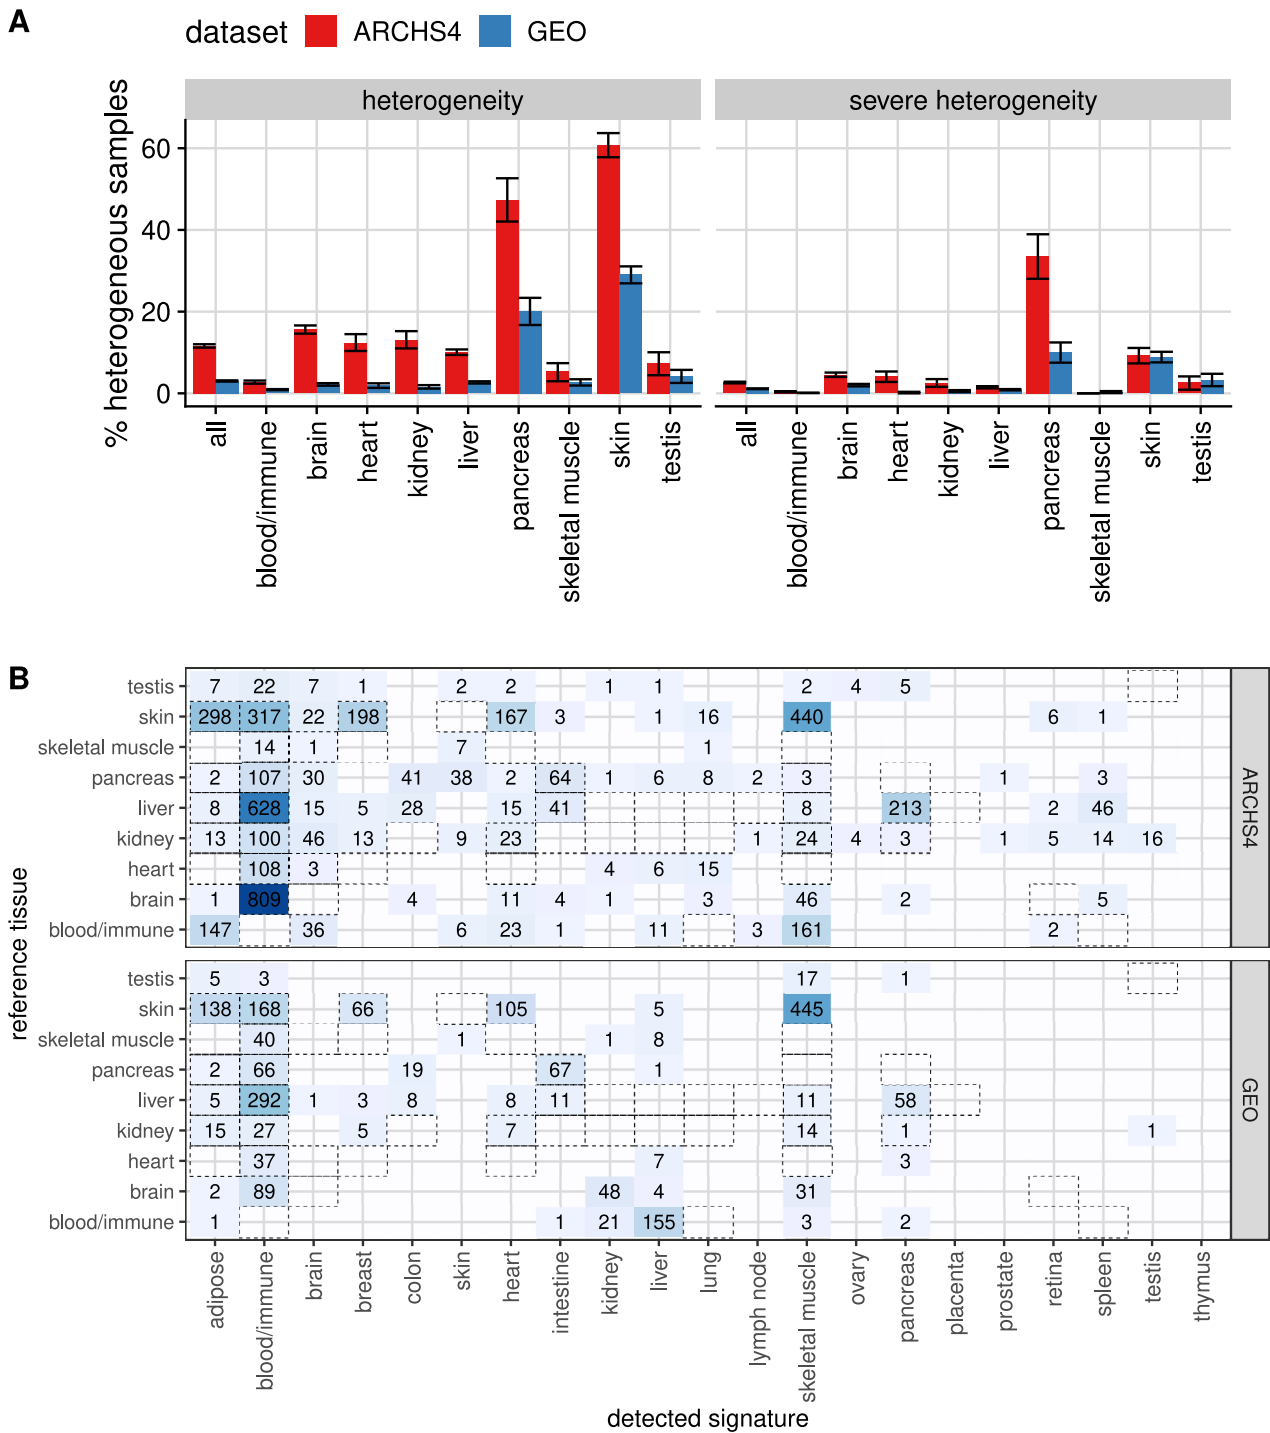 A
dataset ARCHS4 GEO
heterogeneity severe heterogeneity
% heterogeneous samples
60
40
20
0
all blood/immune brain heart kidney liver pancreas skeletal muscle skin testis
all blood/immune brain heart kidney liver pancreas skeletal muscle skin testis
B
reference tissue
testis 7 22 7 1 2 2 1 1 2 4 5
skin 298 317 22 198 167 3 1 16 440 6 1
skeletal muscle 14 1 7 1
pancreas 2 107 30 41 38 2 64 1 6 8 2 3 1 3
liver 8 628 15 5 28 15 41 8 213 2 46
kidney 13 100 46 13 9 23 1 24 4 3 1 5 14 16
heart 108 3 4 6 15
brain 1 809 4 11 4 1 3 46 2 5
blood/immune 147 36 6 23 1 11 3 161 2
ARCHS4
testis 5 3 17 1
skin 138 168 66 105 5 445
skeletal muscle 40 1 1 8
pancreas 2 66 19 67 1
liver 5 292 1 3 8 8 11 11 58
kidney 15 27 5 7 14 1 1
heart 37 7 3
brain 2 89 48 4 31
blood/immune 1 1 21 155 3 2
GEO
adipose blood/immune brain breast colon skin heart intestine kidney liver lung lymph node skeletal muscle ovary pancreas placenta prostate retina spleen testis thymus
detected signature